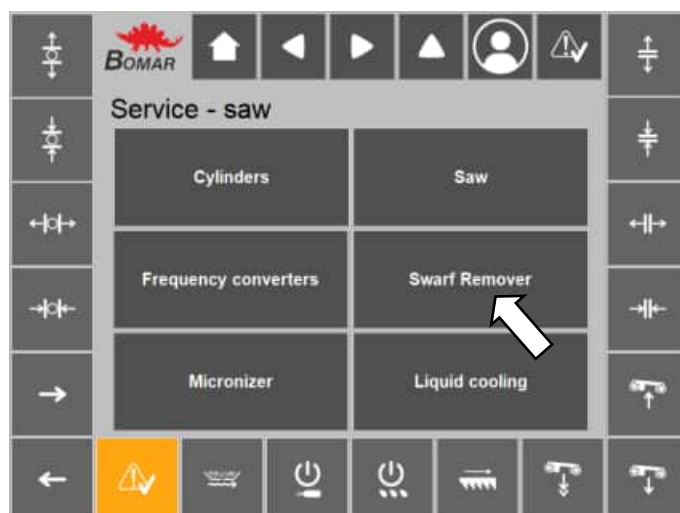 BOMAR
Service - saw
Cylinders
Saw
Frequency converters
Swarf Remover
Micronizer
Liquid cooling